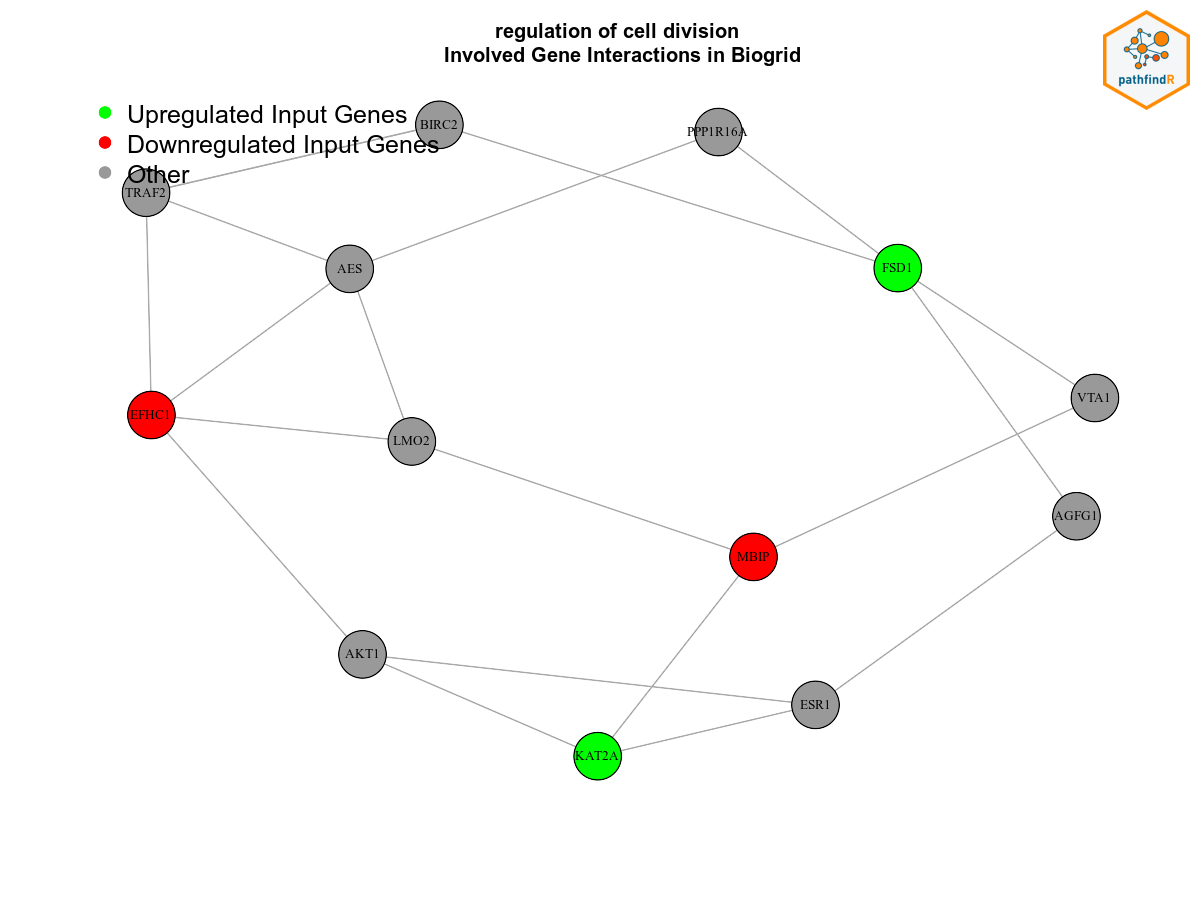 regulation of cell division
Involved Gene Interactions in Biogrid
pathfindR
Upregulated Input Genes
Downregulated Input Genes
Other
BIRC2
PPP1R16A
TRAF2
AES
FSD1
VTA1
EFHC1
LMO2
AGFG1
MBIP
AKT1
ESR1
KAT2A